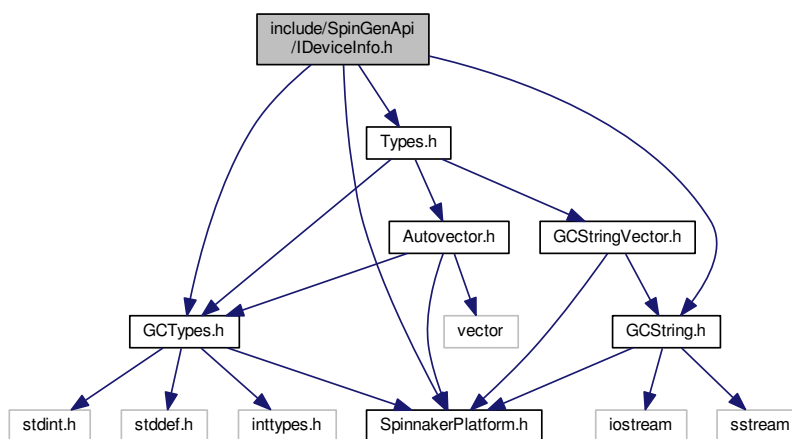 include/SpinGenApi
/IDeviceInfo.h
Types.h
Autovector.h
GCStringVector.h
GCTypes.h
vector
GCString.h
stdint.h
stddef.h
inttypes.h
SpinnakerPlatform.h
iostream
sstream